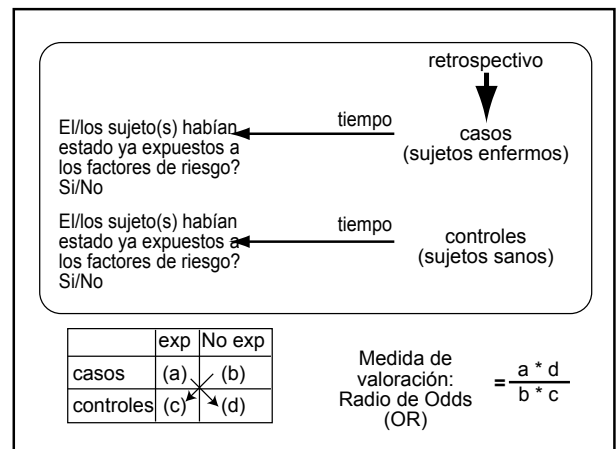 retrospectivo
tiempo
El/los sujeto(s) habían
estado ya expuestos a
los factores de riesgo?
Si/No
casos
(sujetos enfermos)
tiempo
El/los sujeto(s) habían
estado ya expuestos a
los factores de riesgo?
Si/No
controles
(sujetos sanos)
exp No exp
casos (a) (b)
controles (c) (d)
Medida de
valoración:
Radio de Odds
(OR)
= a * d
b * c